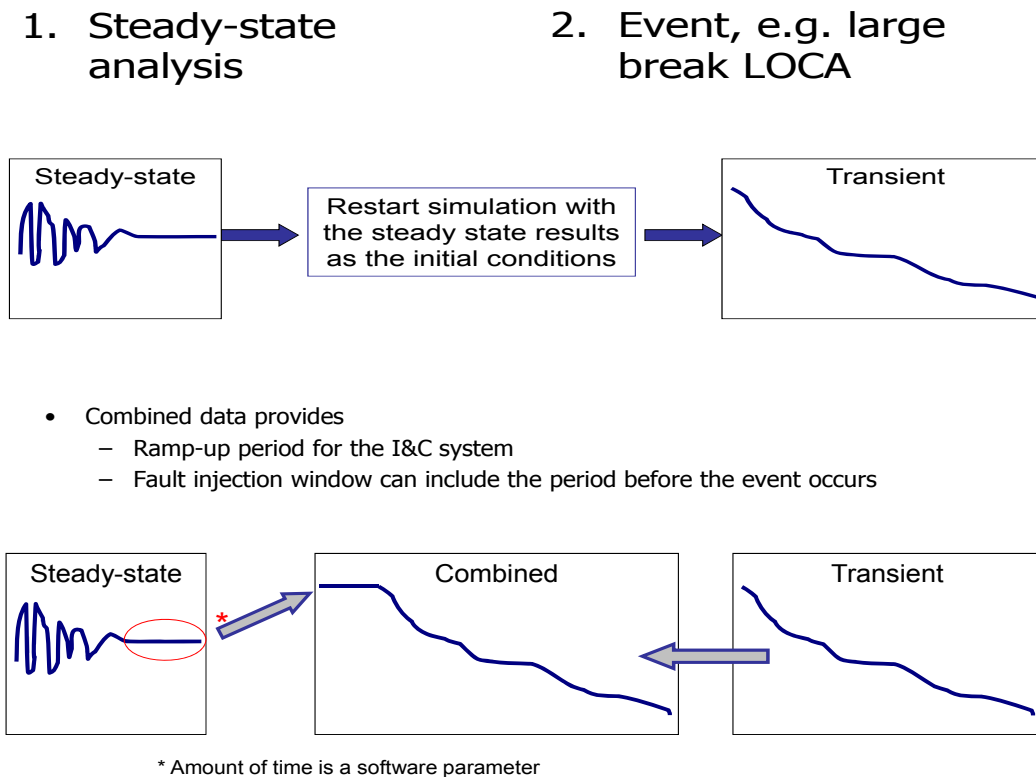 1. Steady-state
analysis
2. Event, e.g. large
break LOCA
Steady-state
Restart simulation with
the steady state results
as the initial conditions
Transient
• Combined data provides
– Ramp-up period for the I&C system
– Fault injection window can include the period before the event occurs
Steady-state
*
Combined
Transient
* Amount of time is a software parameter